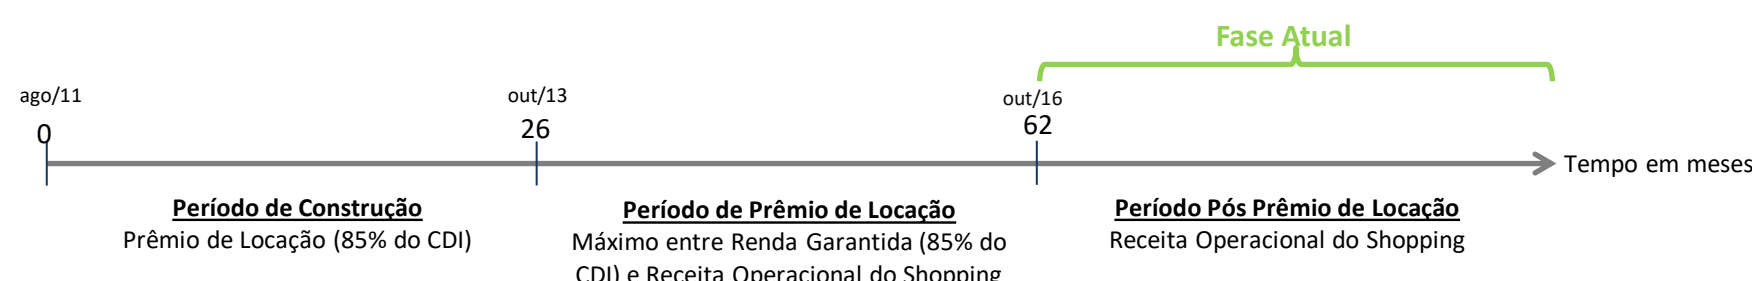 Fase Atual
ago/11
out/13
out/16
0
26
62
Tempo em meses
Período de Construção
Prêmio de Locação (85% do CDI)
Período de Prêmio de Locação
Máximo entre Renda Garantida (85% do
CDI) e Receita Operacional do Shopping
Período Pós Prêmio de Locação
Receita Operacional do Shopping